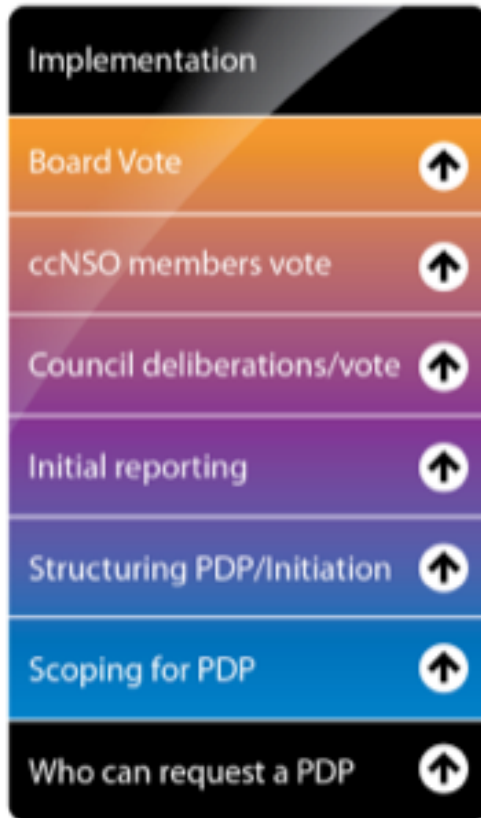 Implementation
Board Vote
ccNSO members vote
Council deliberations/vote
Initial reporting
Structuring PDP/Initiation
Scoping for PDP
Who can request a PDP